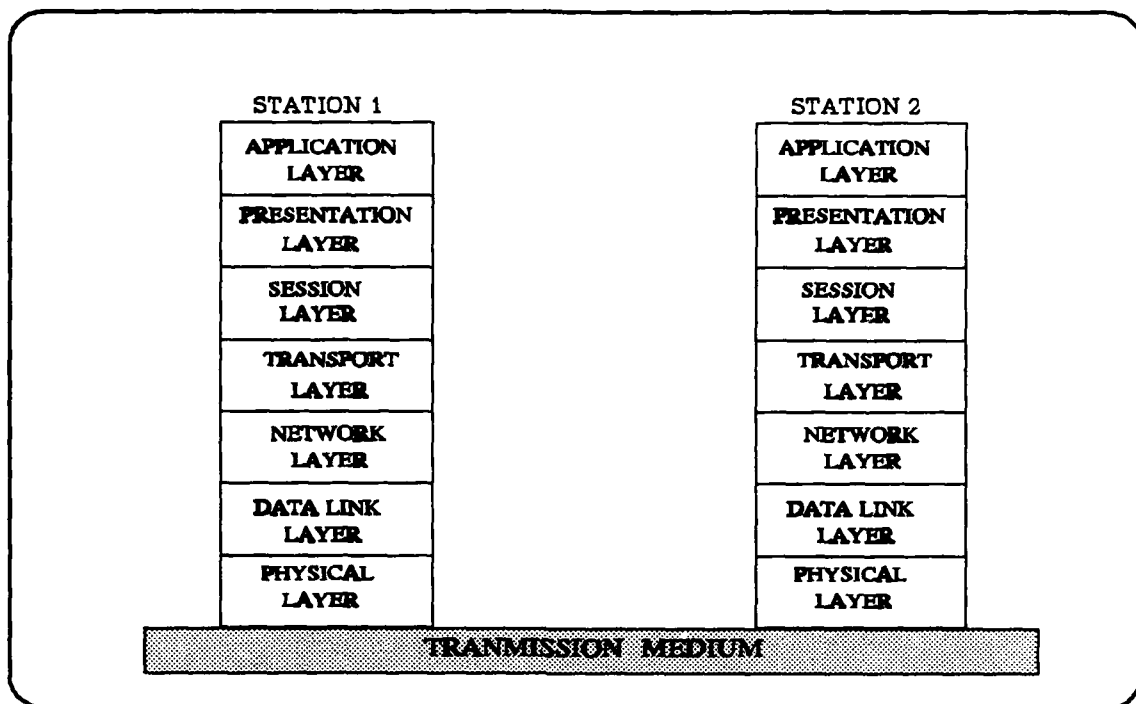 STATION 1
APPLICATION
LAYER
PRESENTATION
LAYER
SESSION
LAYER
TRANSPORT
LAYER
NETWORK
LAYER
DATA LINK
LAYER
PHYSICAL
LAYER
STATION 2
APPLICATION
LAYER
PRESENTATION
LAYER
SESSION
LAYER
TRANSPORT
LAYER
NETWORK
LAYER
DATA LINK
LAYER
PHYSICAL
LAYER
TRANMISSION MEDIUM